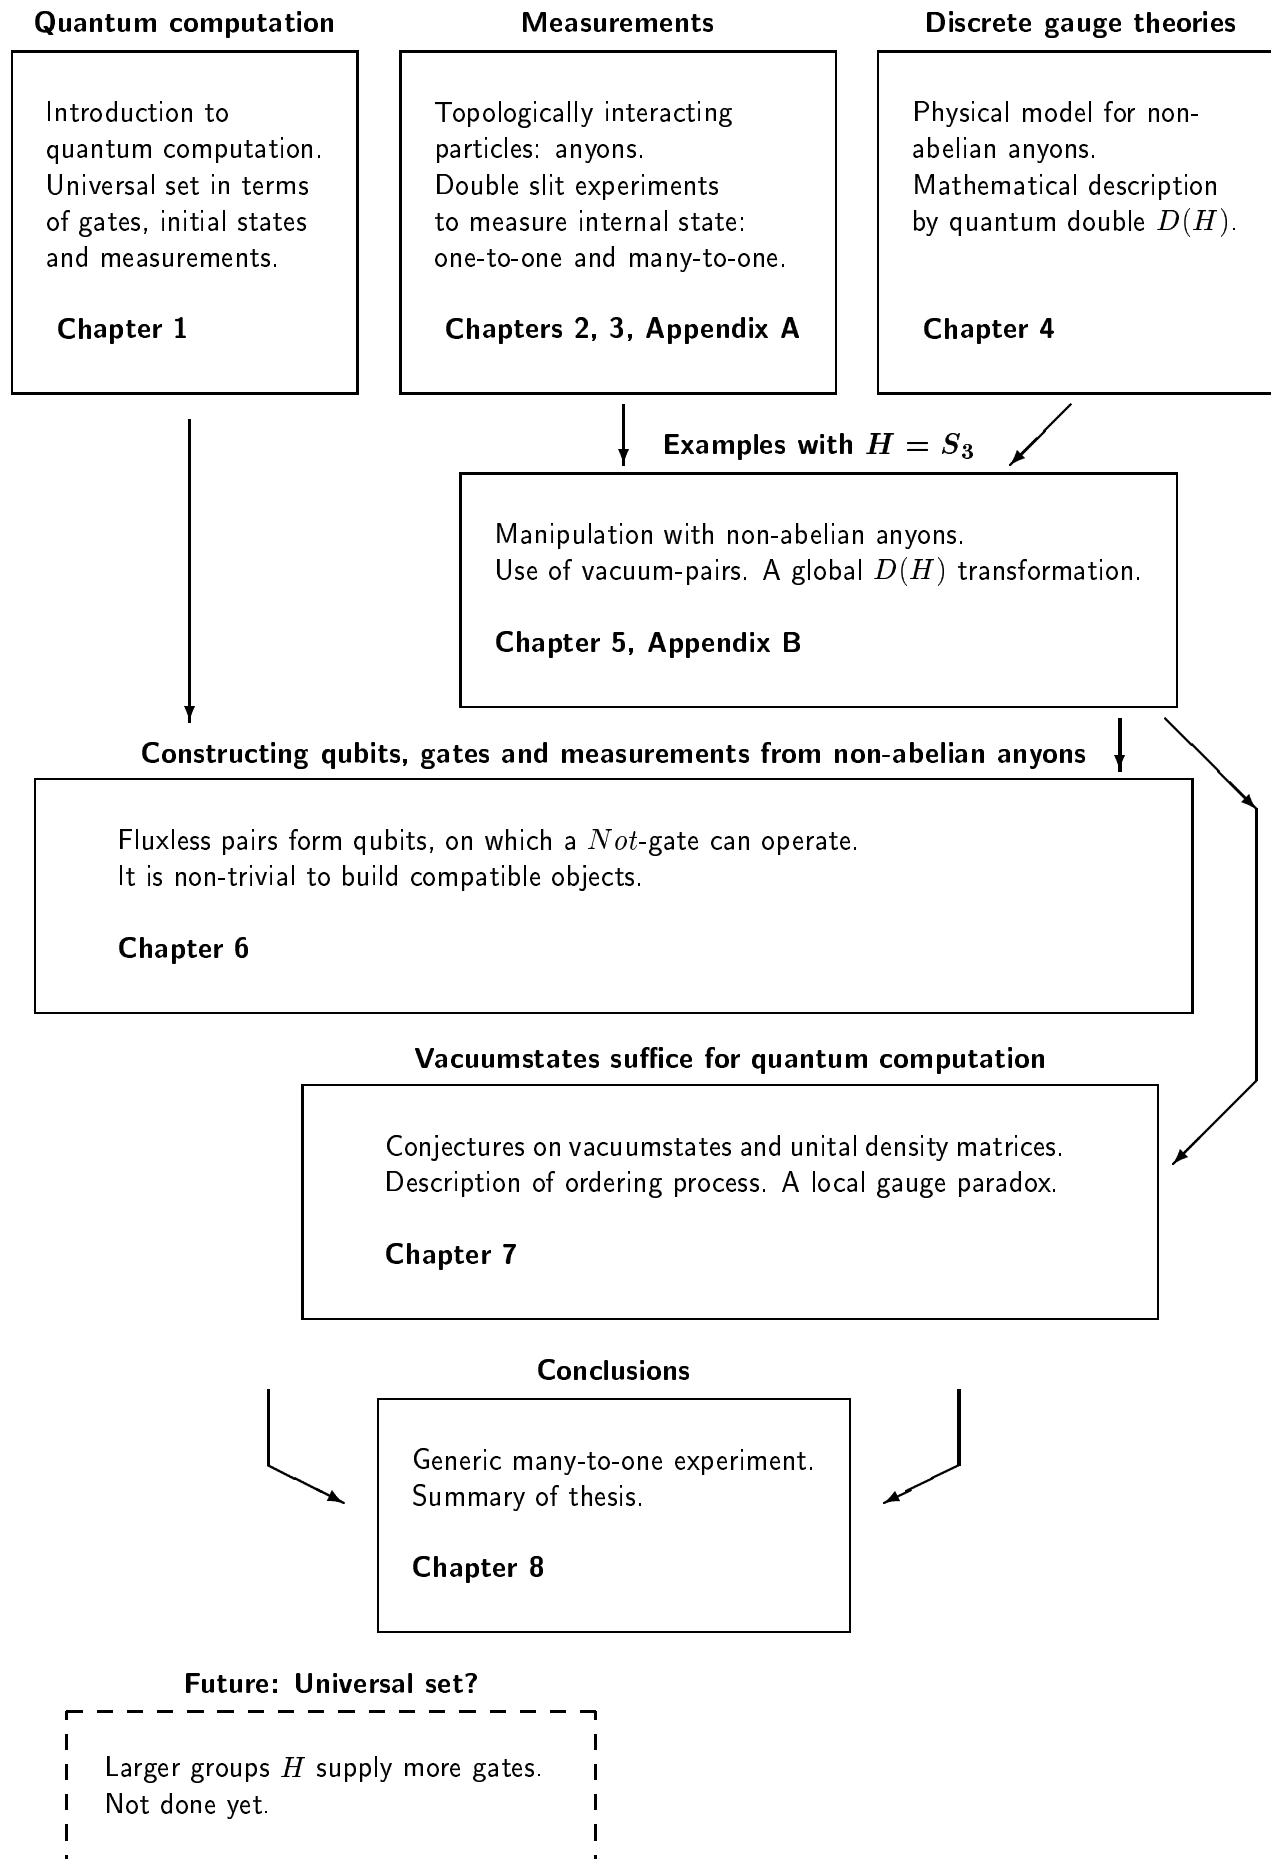 Quantum computation
Introduction to
quantum computation.
Universal set in terms
of gates, initial states
and measurements.
Chapter 1
Measurements
Topologically interacting
particles: anyons.
Double slit experiments
to measure internal state:
one-to-one and many-to-one.
Chapters 2, 3, Appendix A
Discrete gauge theories
Physical model for non-
abelian anyons.
Mathematical description
by quantum double D(H).
Chapter 4
Examples with H = S₃
Manipulation with non-abelian anyons.
Use of vacuum-pairs. A global D(H) transformation.
Chapter 5, Appendix B
Constructing qubits, gates and measurements from non-abelian anyons
Fluxless pairs form qubits, on which a Not-gate can operate.
It is non-trivial to build compatible objects.
Chapter 6
Vacuumstates suffice for quantum computation
Conjectures on vacuumstates and unital density matrices.
Description of ordering process. A local gauge paradox.
Chapter 7
Conclusions
Generic many-to-one experiment.
Summary of thesis.
Chapter 8
Future: Universal set?
Larger groups H supply more gates.
Not done yet.